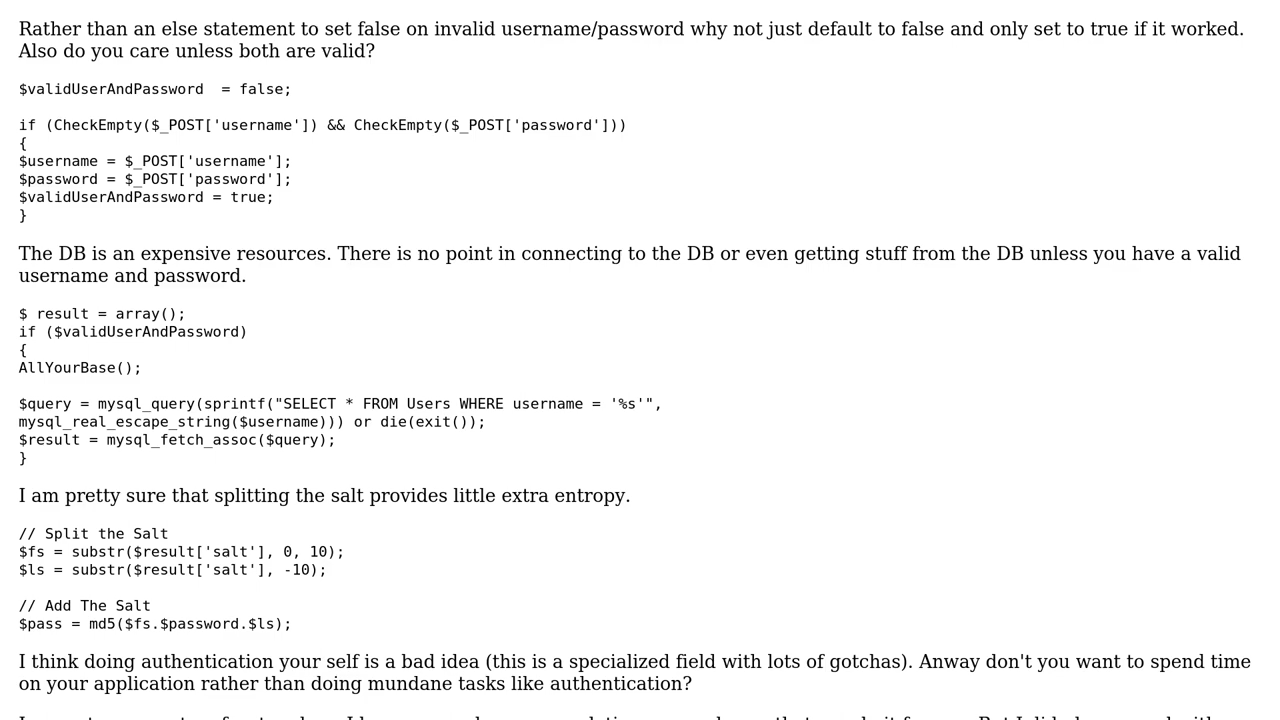 Rather than an else statement to set false on invalid username/password why not just default to false and only set to true if it worked.
Also do you care unless both are valid?
$validUserAndPassword  = false;
if (CheckEmpty($_POST['username']) && CheckEmpty($_POST['password']))
{
$username = $_POST['username'];
$password = $_POST['password'];
$validUserAndPassword = true;
}
The DB is an expensive resources. There is no point in connecting to the DB or even getting stuff from the DB unless you have a valid
username and password.
$ result = array();
if ($validUserAndPassword)
{
AllYourBase();
$query = mysql_query(sprintf("SELECT * FROM Users WHERE username = '%s'",
mysql_real_escape_string($username))) or die(exit());
$result = mysql_fetch_assoc($query);
}
I am pretty sure that splitting the salt provides little extra entropy.
// Split the Salt
$fs = substr($result['salt'], 0, 10);
$ls = substr($result['salt'], -10);
// Add The Salt
$pass = md5($fs.$password.$ls);
I think doing authentication your self is a bad idea (this is a specialized field with lots of gotchas). Anway don't you want to spend time
on your application rather than doing mundane tasks like authentication?